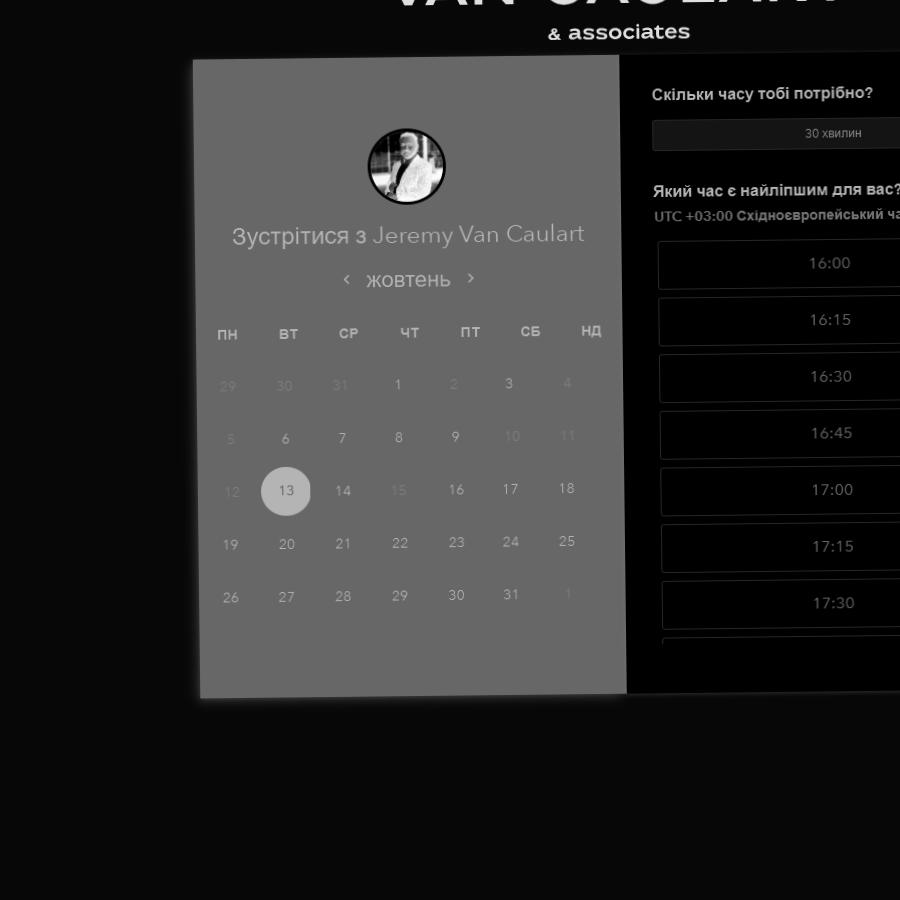 & associates
Зустрітися з Jeremy Van Caulart
< жовтень >
ПН ВТ СР ЧТ ПТ СБ НД
29 30 31 1 2 3 4
5 6 7 8 9 10 11
12 13 14 15 16 17 18
19 20 21 22 23 24 25
26 27 28 29 30 31 1
Скільки часу тобі потрібно?
30 хвилин
Який час є найліпшим для вас?
UTC +03:00 Східноєвропейський
16:00
16:15
16:30
16:45
17:00
17:15
17:30